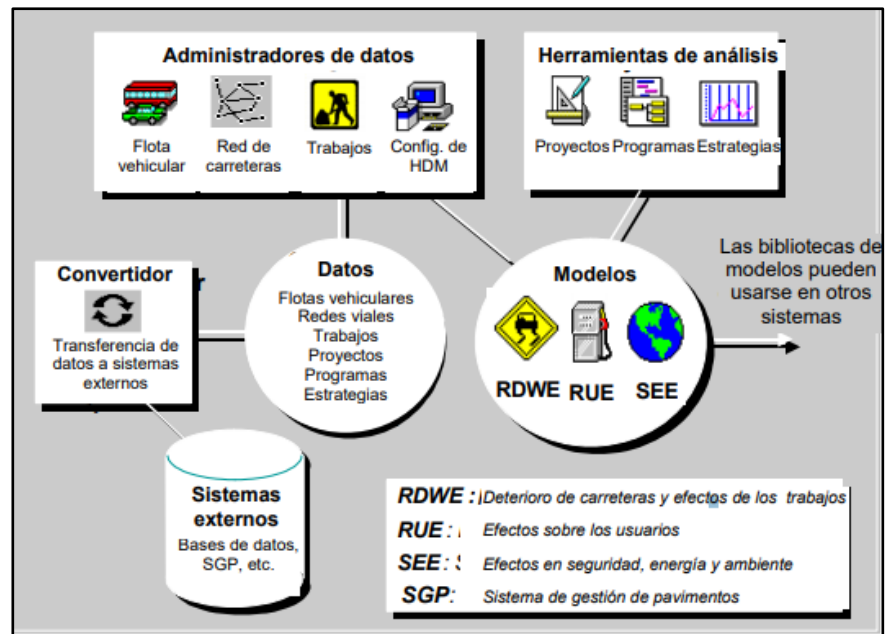 Administradores de datos
Flota
vehicular
Red de
carreteras
Trabajos
Config. de
HDM
Herramientas de análisis
Proyectos
Programas
Estrategias
Convertidor
r
Transferencia de
datos a sistemas
externos
Datos
Flotas vehiculares
Redes viales
Trabajos
Proyectos
Programas
Estrategias
Modelos
RDWE
RUE
SEE
Las bibliotecas de
modelos pueden
usarse en otros
sistemas
Sistemas
externos
Bases de datos,
SGP, etc.
RDWE : Deterioro de carreteras y efectos de los trabajos
RUE : Efectos sobre los usuarios
SEE : Efectos en seguridad, energía y ambiente
SGP: Sistema de gestión de pavimentos